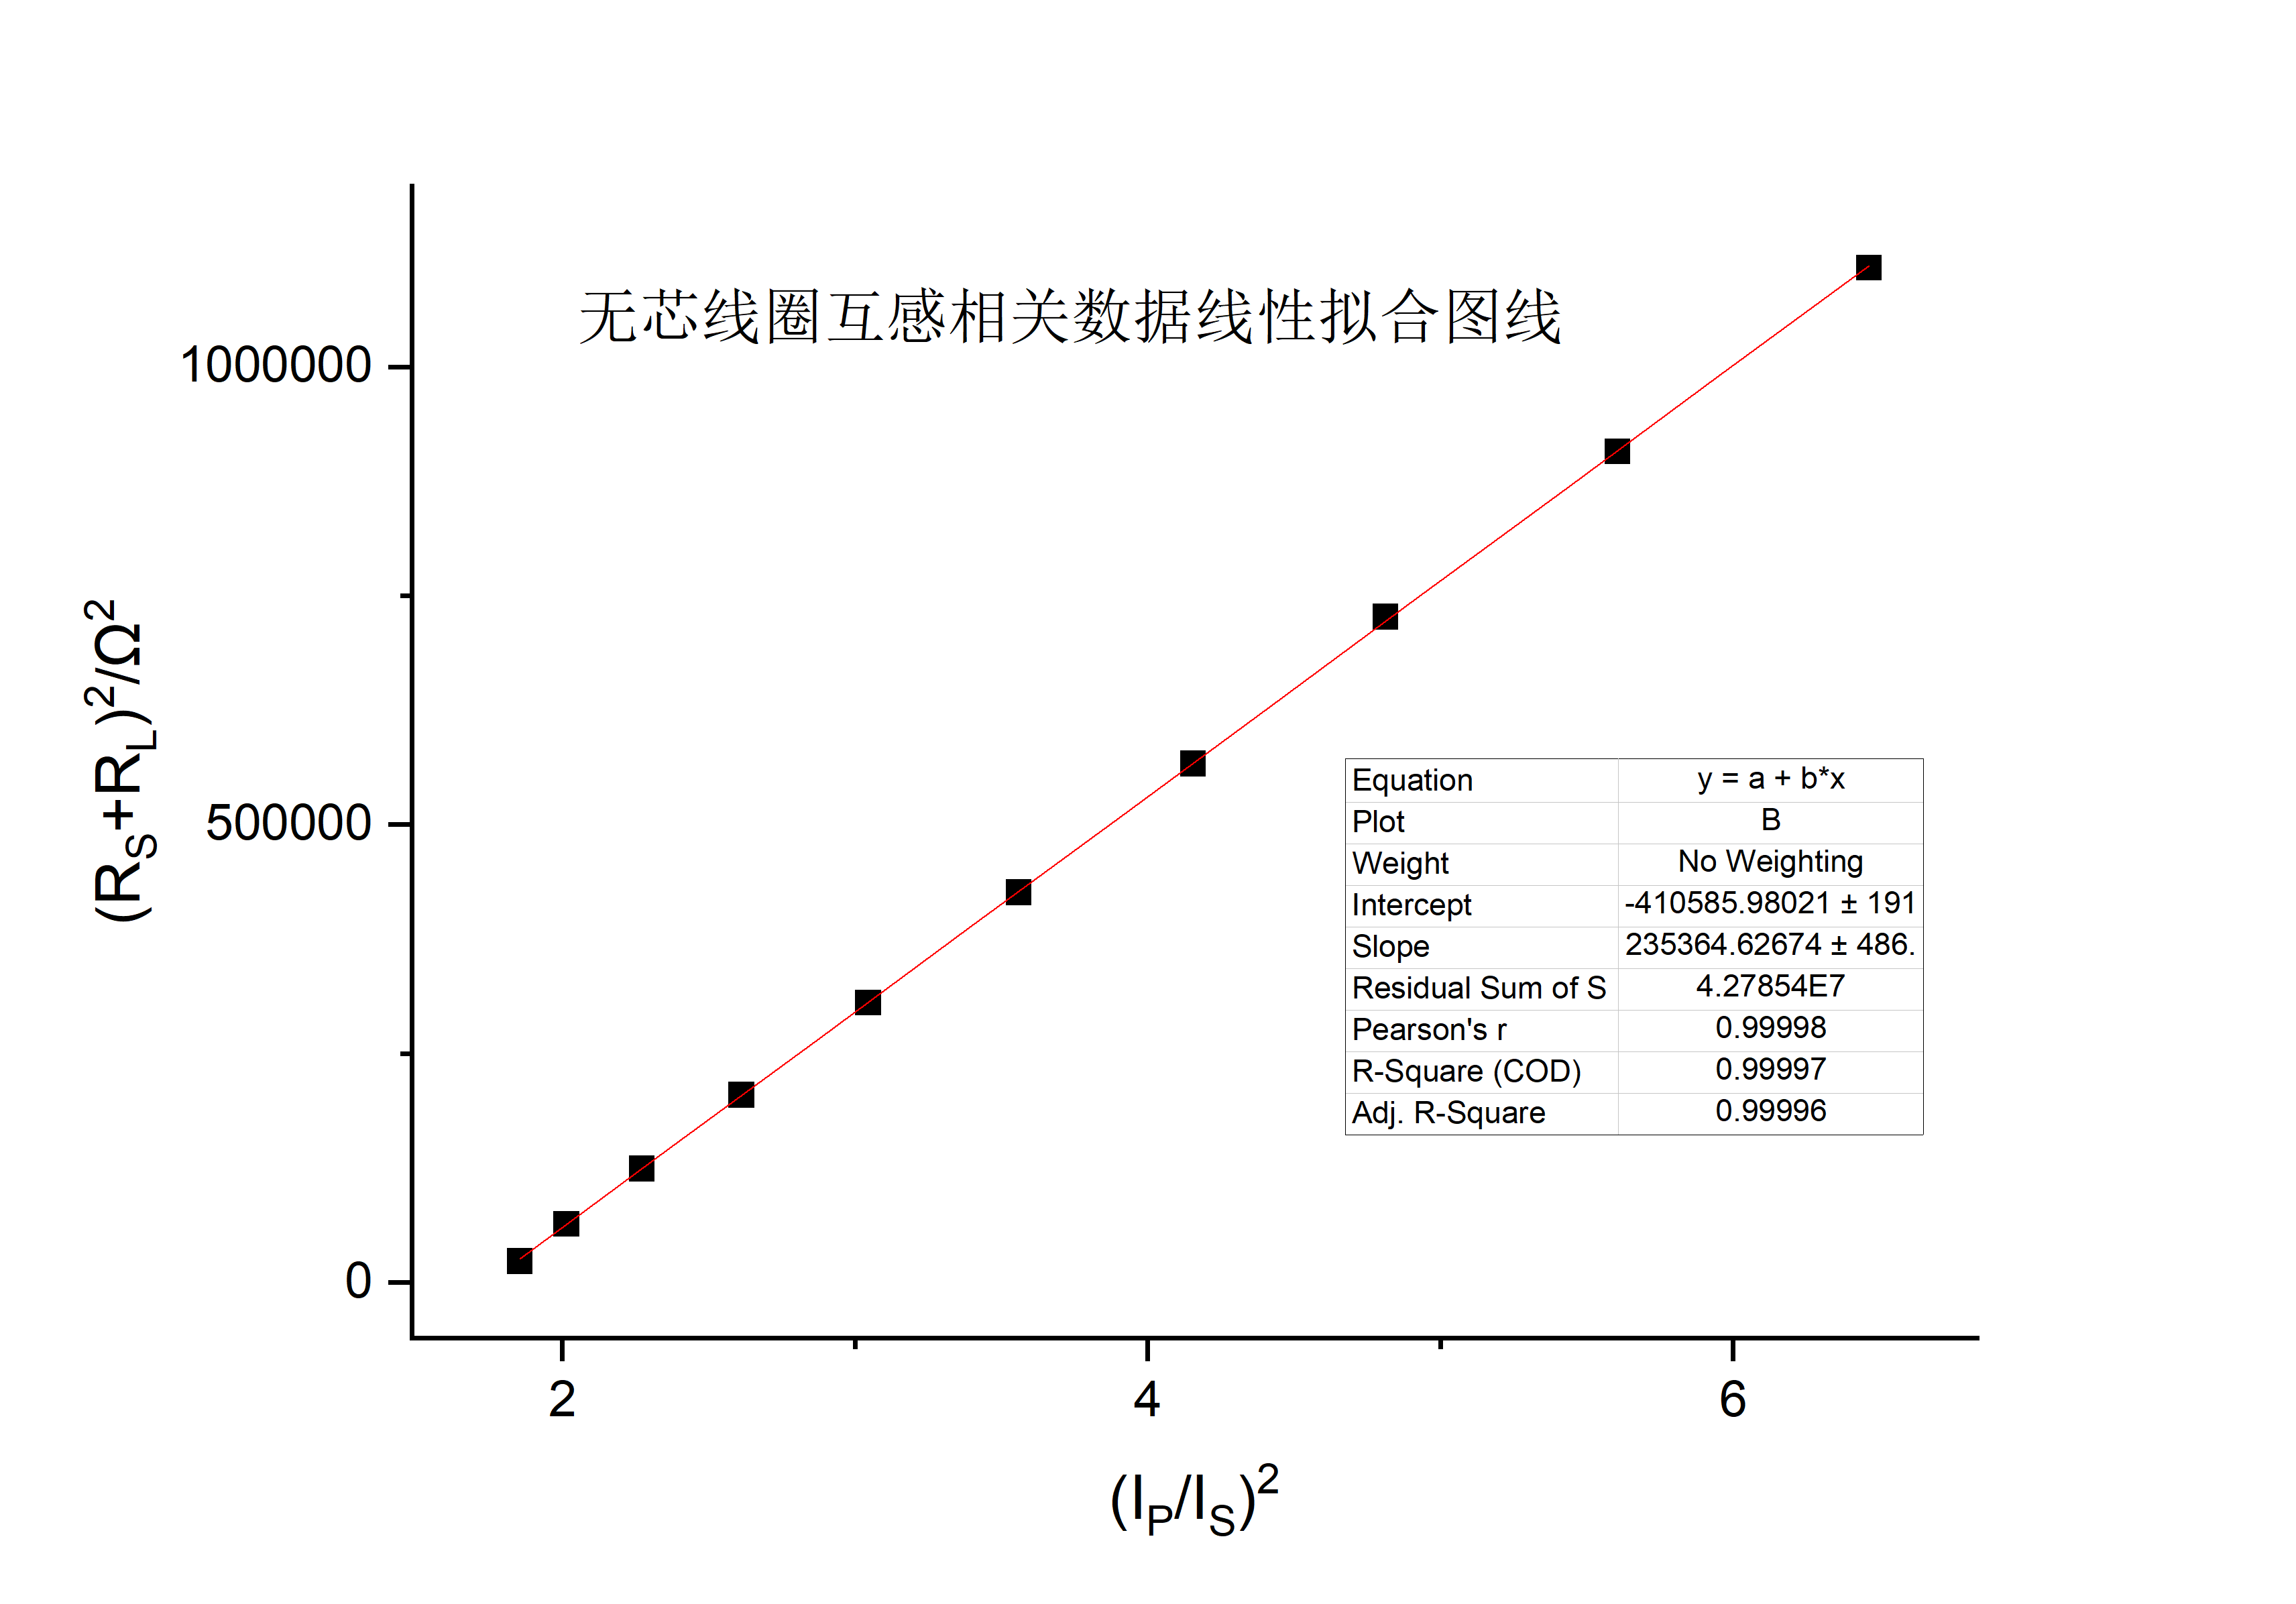 无芯线圈互感相关数据线性拟合图线
1000000
500000
0
(R_S+R_L)²/Ω²
Equation y = a + b*x
Plot B
Weight No Weighting
Intercept -410585.98021 ± 191
Slope 235364.62674 ± 486.
Residual Sum of S 4.27854E7
Pearson's r 0.99998
R-Square (COD) 0.99997
Adj. R-Square 0.99996
2 4 6
(I_P/I_S)²